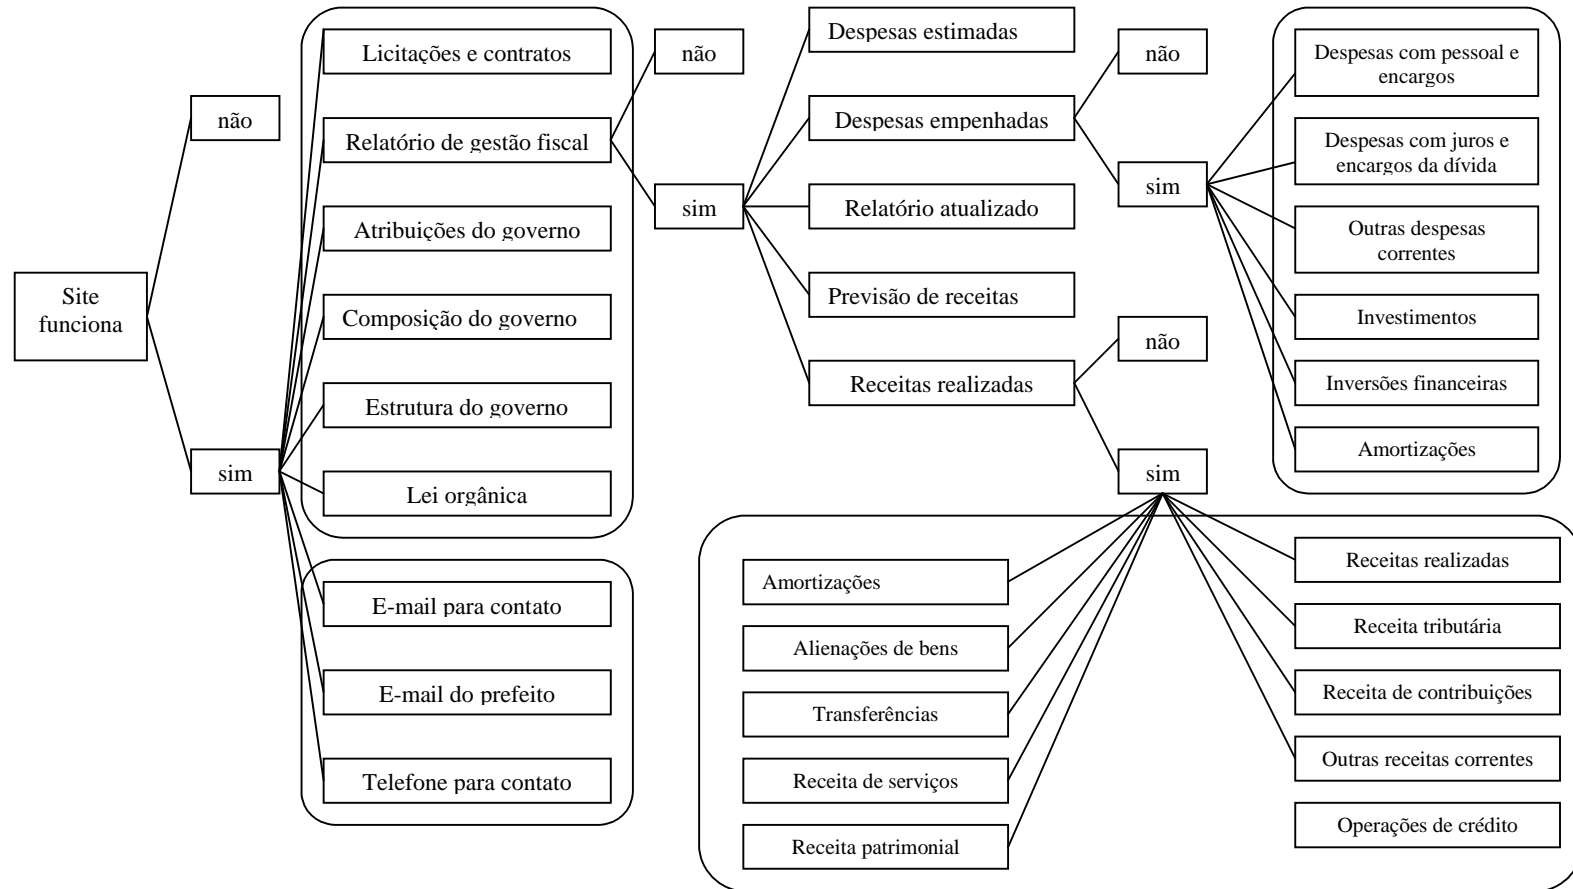 Site
funciona
não
sim
Licitações e contratos
Relatório de gestão fiscal
Atribuições do governo
Composição do governo
Estrutura do governo
Lei orgânica
E-mail para contato
E-mail do prefeito
Telefone para contato
não
sim
Despesas estimadas
Despesas empenhadas
Relatório atualizado
Previsão de receitas
Receitas realizadas
não
sim
não
sim
Despesas com pessoal e
encargos
Despesas com juros e
encargos da dívida
Outras despesas
correntes
Investimentos
Inversões financeiras
Amortizações
Amortizações
Alienações de bens
Transferências
Receita de serviços
Receita patrimonial
Receitas realizadas
Receita tributária
Receita de contribuições
Outras receitas correntes
Operações de crédito